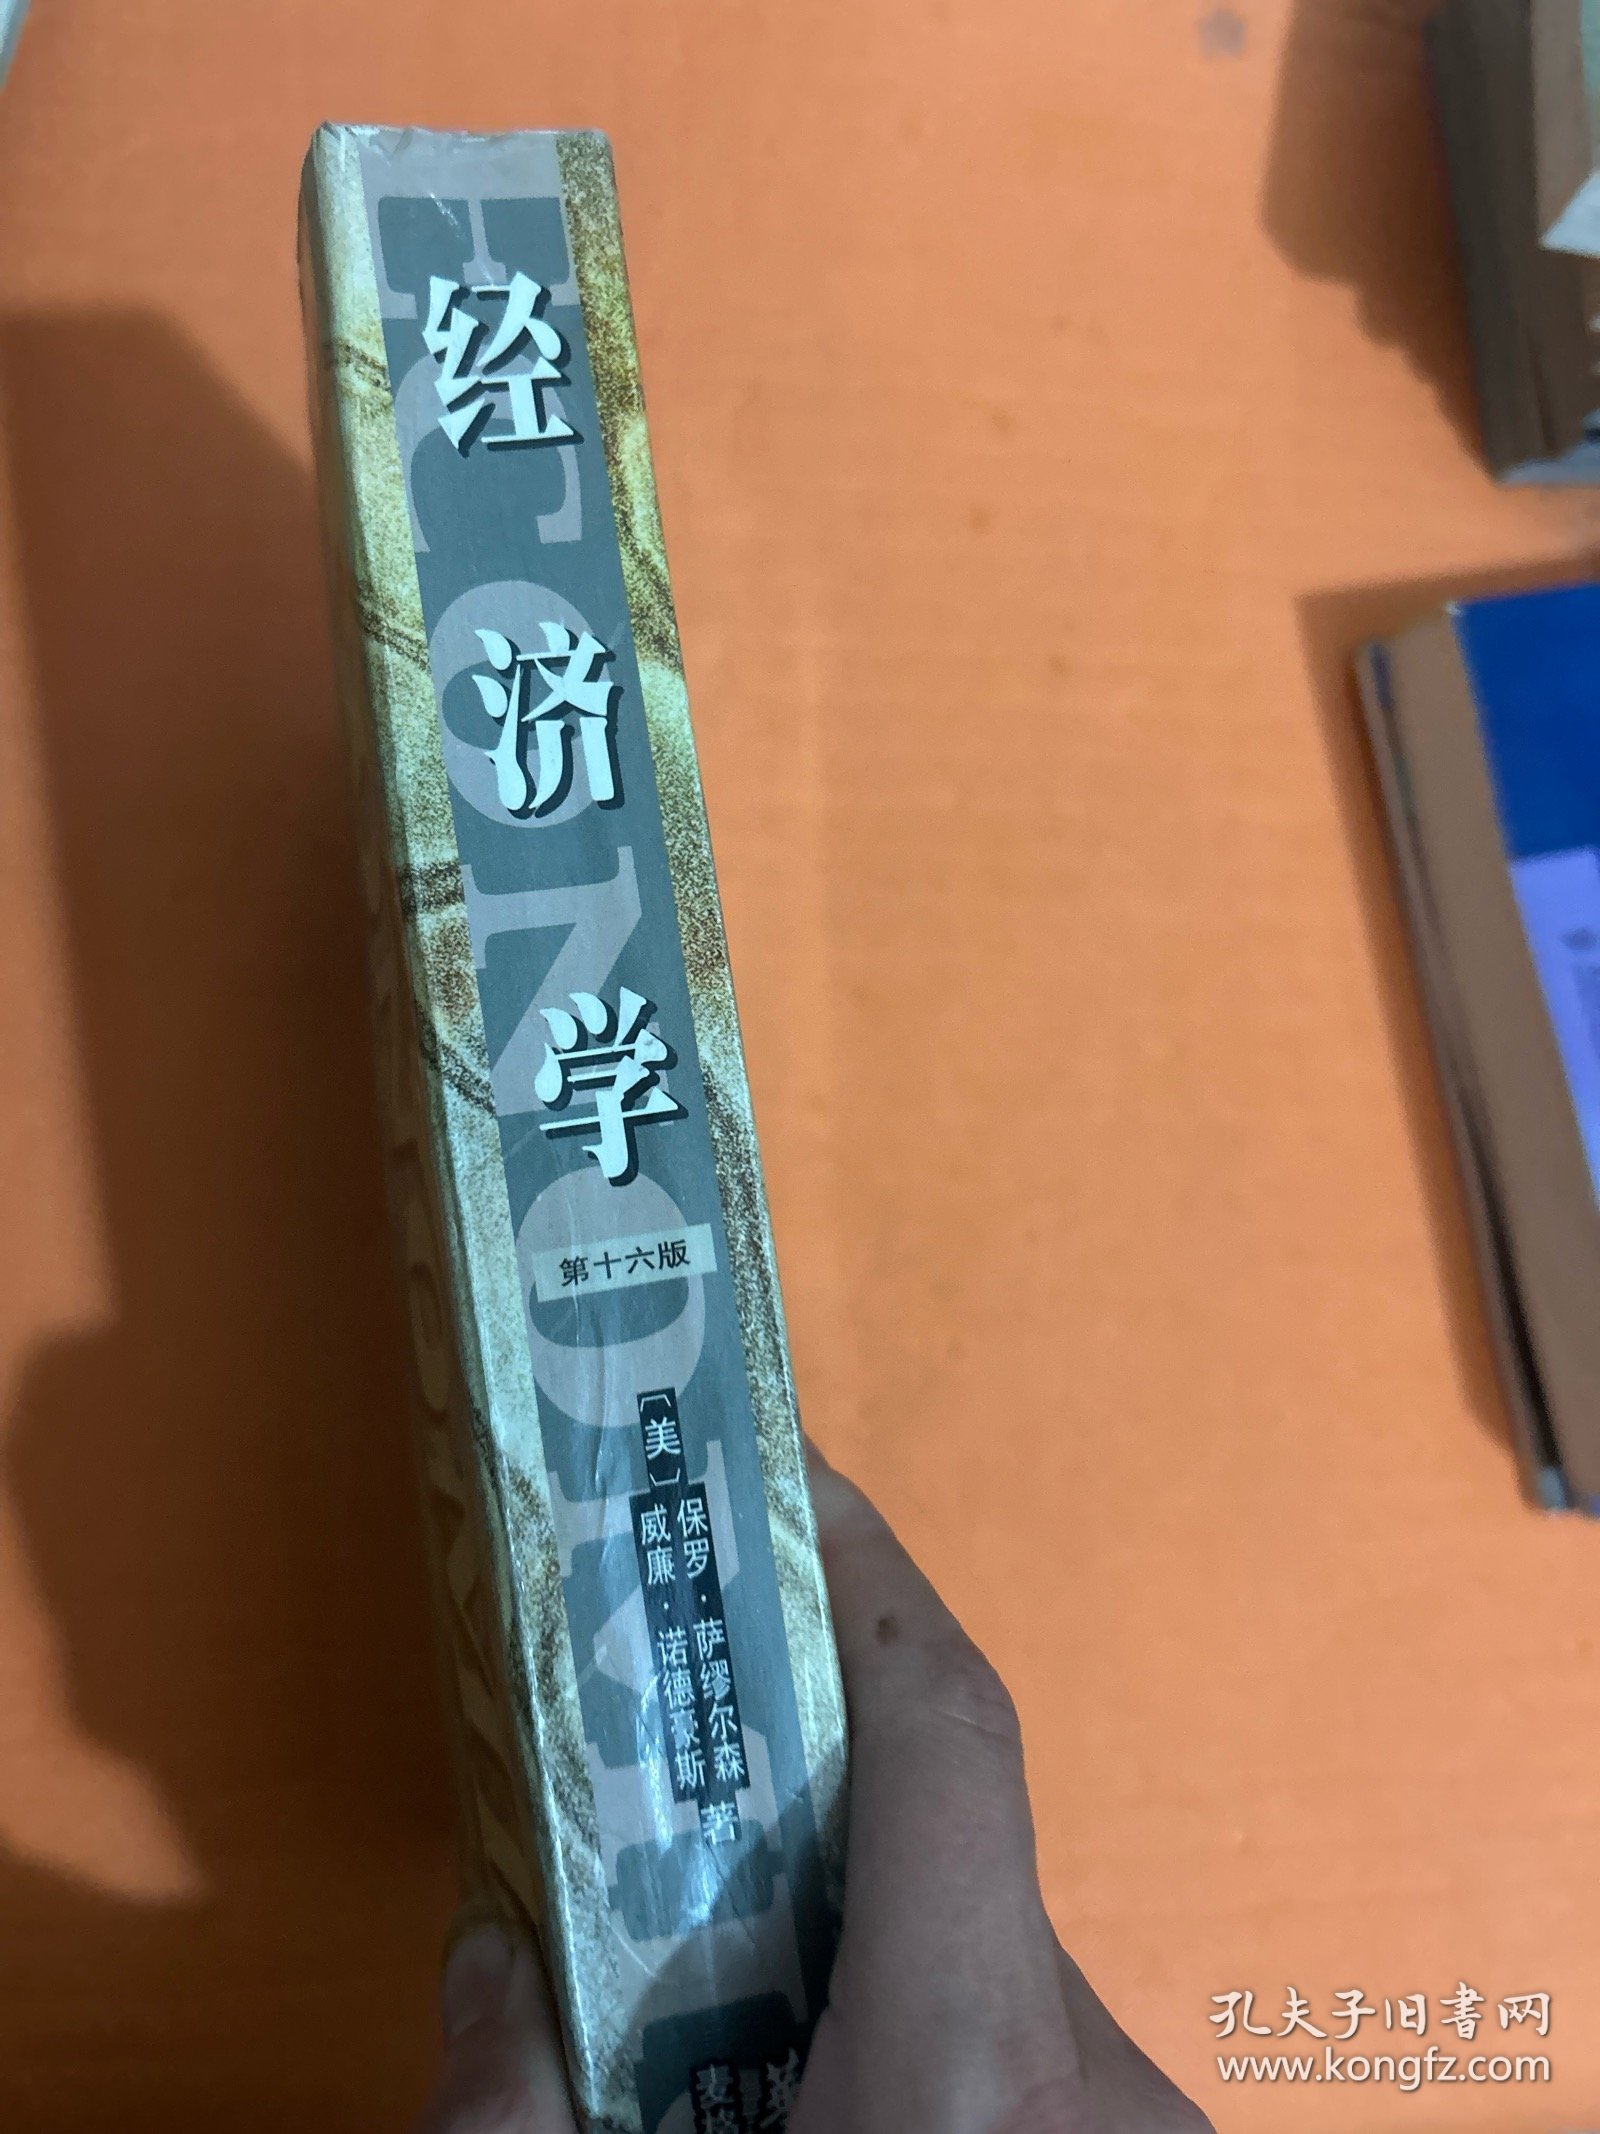 经济学
第十六版
〔美〕
保罗·萨缪尔森
威廉·诺德豪斯
著
孔夫子旧书网
www.kongfz.com